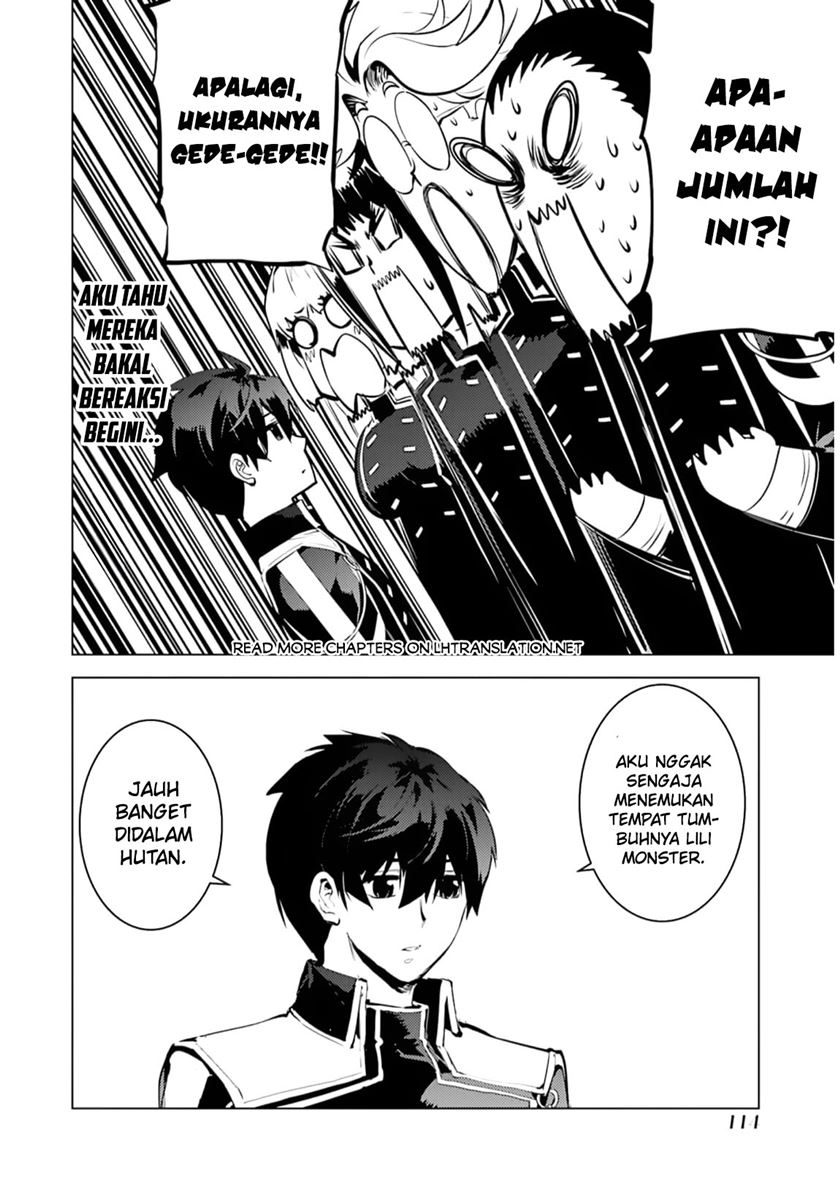 APA-
APAAN
JUMLAH
INI?!
APALAGI,
UKURANNYA
GEDE-GEDE!!
AKU TAHU
MEREKA
BAKAL
BEREAKSI
BEGINI...
READ MORE CHAPTERS ON LHTRANSLATION.NET
AKU NGGAK
SENGAJA
MENEMUKAN
TEMPAT TUM-
BUHNYA LILI
MONSTER.
JAUH
BANGET
DIDALAM
HUTAN.
114